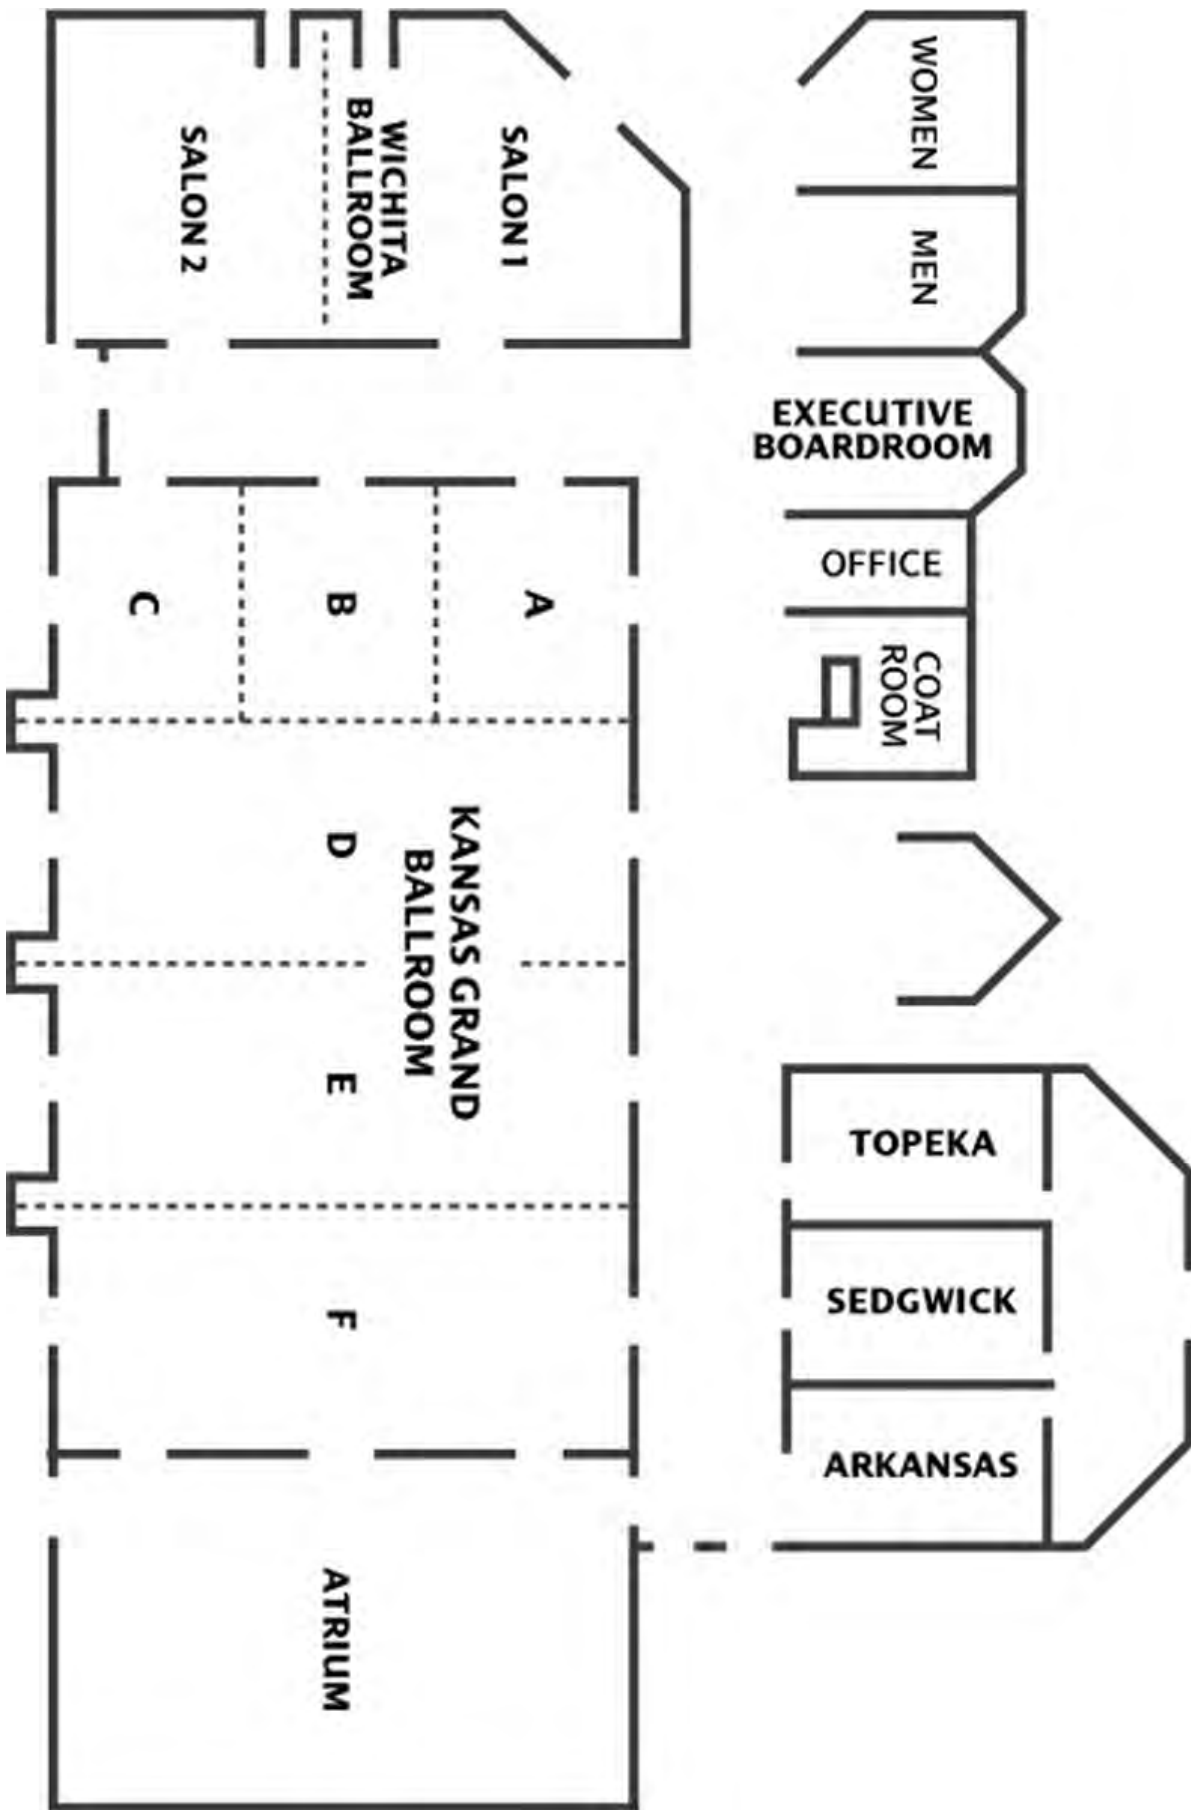 WOMEN
SALON 2
WICHITA
BALLROOM
SALON 1
MEN
EXECUTIVE
BOARDROOM
OFFICE
C
B
A
COAT
ROOM
D
KANSAS GRAND
BALLROOM
E
TOPEKA
SEDGWICK
F
ARKANSAS
ATRIUM